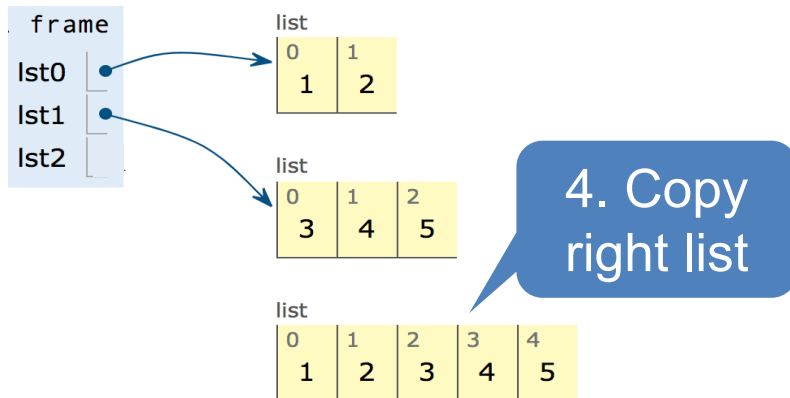 frame
lst0
lst1
lst2
list
0 1
1 2
list
0 1 2
3 4 5
4. Copy
right list
list
0 1 2 3 4
1 2 3 4 5